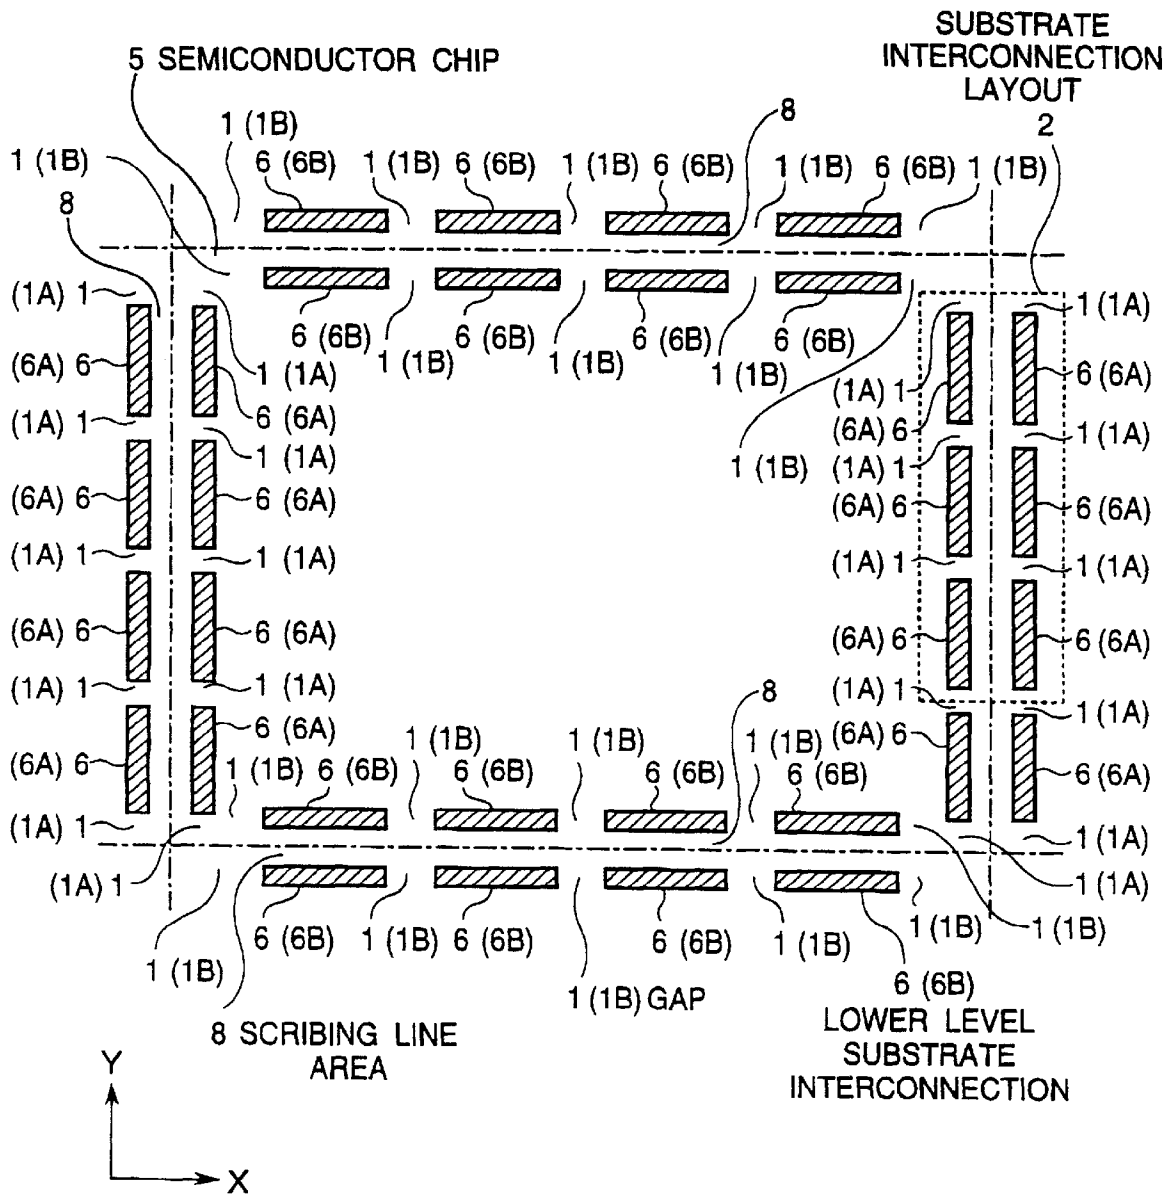 SUBSTRATE
INTERCONNECTION
LAYOUT
2
5 SEMICONDUCTOR CHIP
8
1 (1B)
1 (1B)
6 (6B) 1 (1B) 6 (6B) 1 (1B) 6 (6B) 1 (1B) 6 (6B) 1 (1B)
8
(1A) 1
1 (1A)
6 (6B) 6 (6B) 6 (6B) 6 (6B)
1 (1B) 1 (1B) 1 (1B)
1 (1A)
(6A) 6
6 (6A)
(1A) 1
6 (6A)
(1A) 1
(6A) 6
1 (1A)
1 (1A)
1 (1B)
(1A) 1
(6A) 6
6 (6A)
(6A) 6
6 (6A)
(1A) 1
1 (1A)
(1A) 1
1 (1A)
(6A) 6
6 (6A)
(6A) 6
6 (6A)
(1A) 1
1 (1A)
8
(1A) 1
1 (1A)
6 (6A)
1 (1B) 1 (1B) 1 (1B)
(6A) 6
(6A) 6
1 (1B) 6 (6B) 6 (6B) 6 (6B) 6 (6B)
6 (6A)
(1A) 1
1 (1A)
(1A) 1
1 (1A)
6 (6B) 1 (1B) 6 (6B) 6 (6B) 1 (1B) 1 (1B) 1 (1B)
1 (1B)
1 (1B) GAP
6 (6B)
LOWER LEVEL
SUBSTRATE
INTERCONNECTION
8 SCRIBING LINE
AREA
Y
X